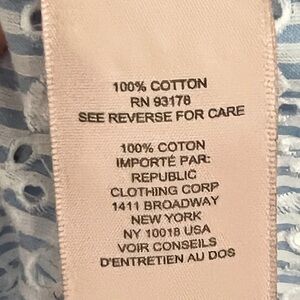 100% COTTON
RN 93178
SEE REVERSE FOR CARE
100% COTON
IMPORTÉ PAR:
REPUBLIC
CLOTHING CORP
1411 BROADWAY
NEW YORK
NY 10018 USA
VOIR CONSEILS
D'ENTRETIEN AU DOS